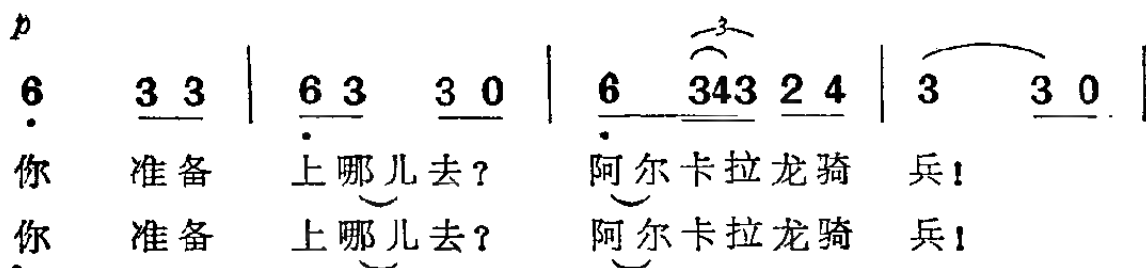 p
3
6 3 3 | 6 3 3 0 | 6 343 2 4 | 3 3 0 |
你 准备 上哪儿去? 阿尔卡拉龙骑 兵!
你 准备 上哪儿去? 阿尔卡拉龙骑 兵!